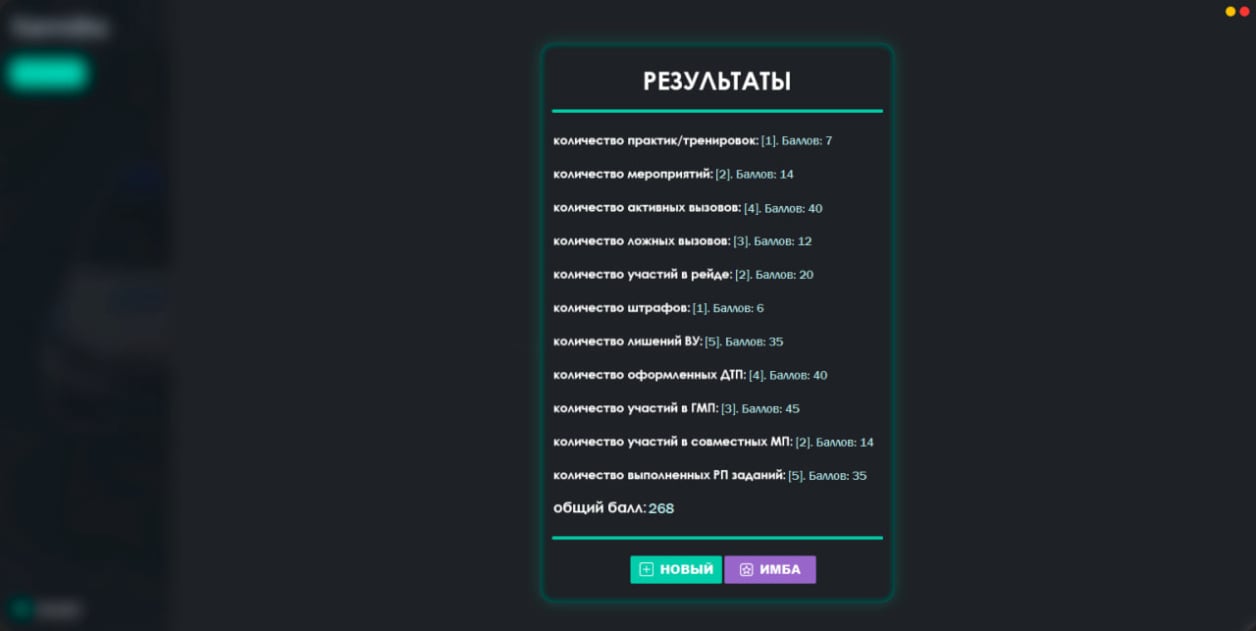 РЕЗУЛЬТАТЫ
количество практик/тренировок: [1]. Баллов: 7
количество мероприятий: [2]. Баллов: 14
количество активных вызовов: [4]. Баллов: 40
количество ложных вызовов: [3]. Баллов: 12
количество участий в рейде: [2]. Баллов: 20
количество штрафов: [1]. Баллов: 6
количество лишений ВУ: [5]. Баллов: 35
количество оформленных ДТП: [4]. Баллов: 40
количество участий в ГМП: [3]. Баллов: 45
количество участий в совместных МП: [2]. Баллов: 14
количество выполненных РП заданий: [5]. Баллов: 35
общий балл: 268
НОВЫЙ ИМБА